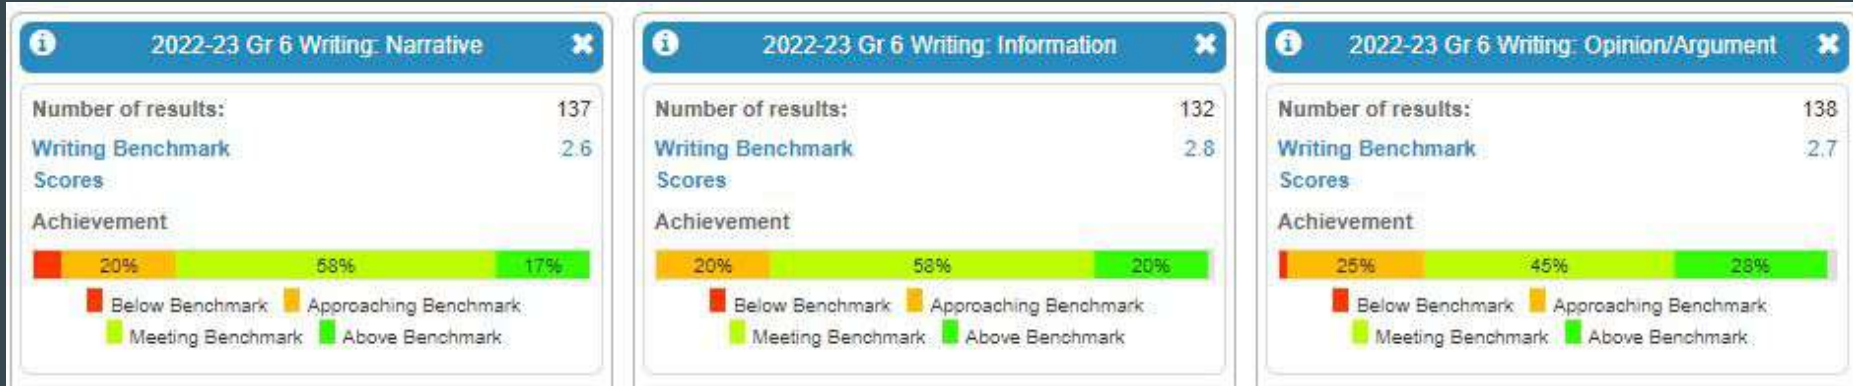 2022-23 Gr 6 Writing: Narrative
Number of results: 137
Writing Benchmark 2.6
Scores
Achievement
20% 58% 17%
Below Benchmark Approaching Benchmark
Meeting Benchmark Above Benchmark
2022-23 Gr 6 Writing: Information
Number of results: 132
Writing Benchmark 2.8
Scores
Achievement
20% 58% 20%
Below Benchmark Approaching Benchmark
Meeting Benchmark Above Benchmark
2022-23 Gr 6 Writing: Opinion/Argument
Number of results: 138
Writing Benchmark 2.7
Scores
Achievement
25% 45% 28%
Below Benchmark Approaching Benchmark
Meeting Benchmark Above Benchmark